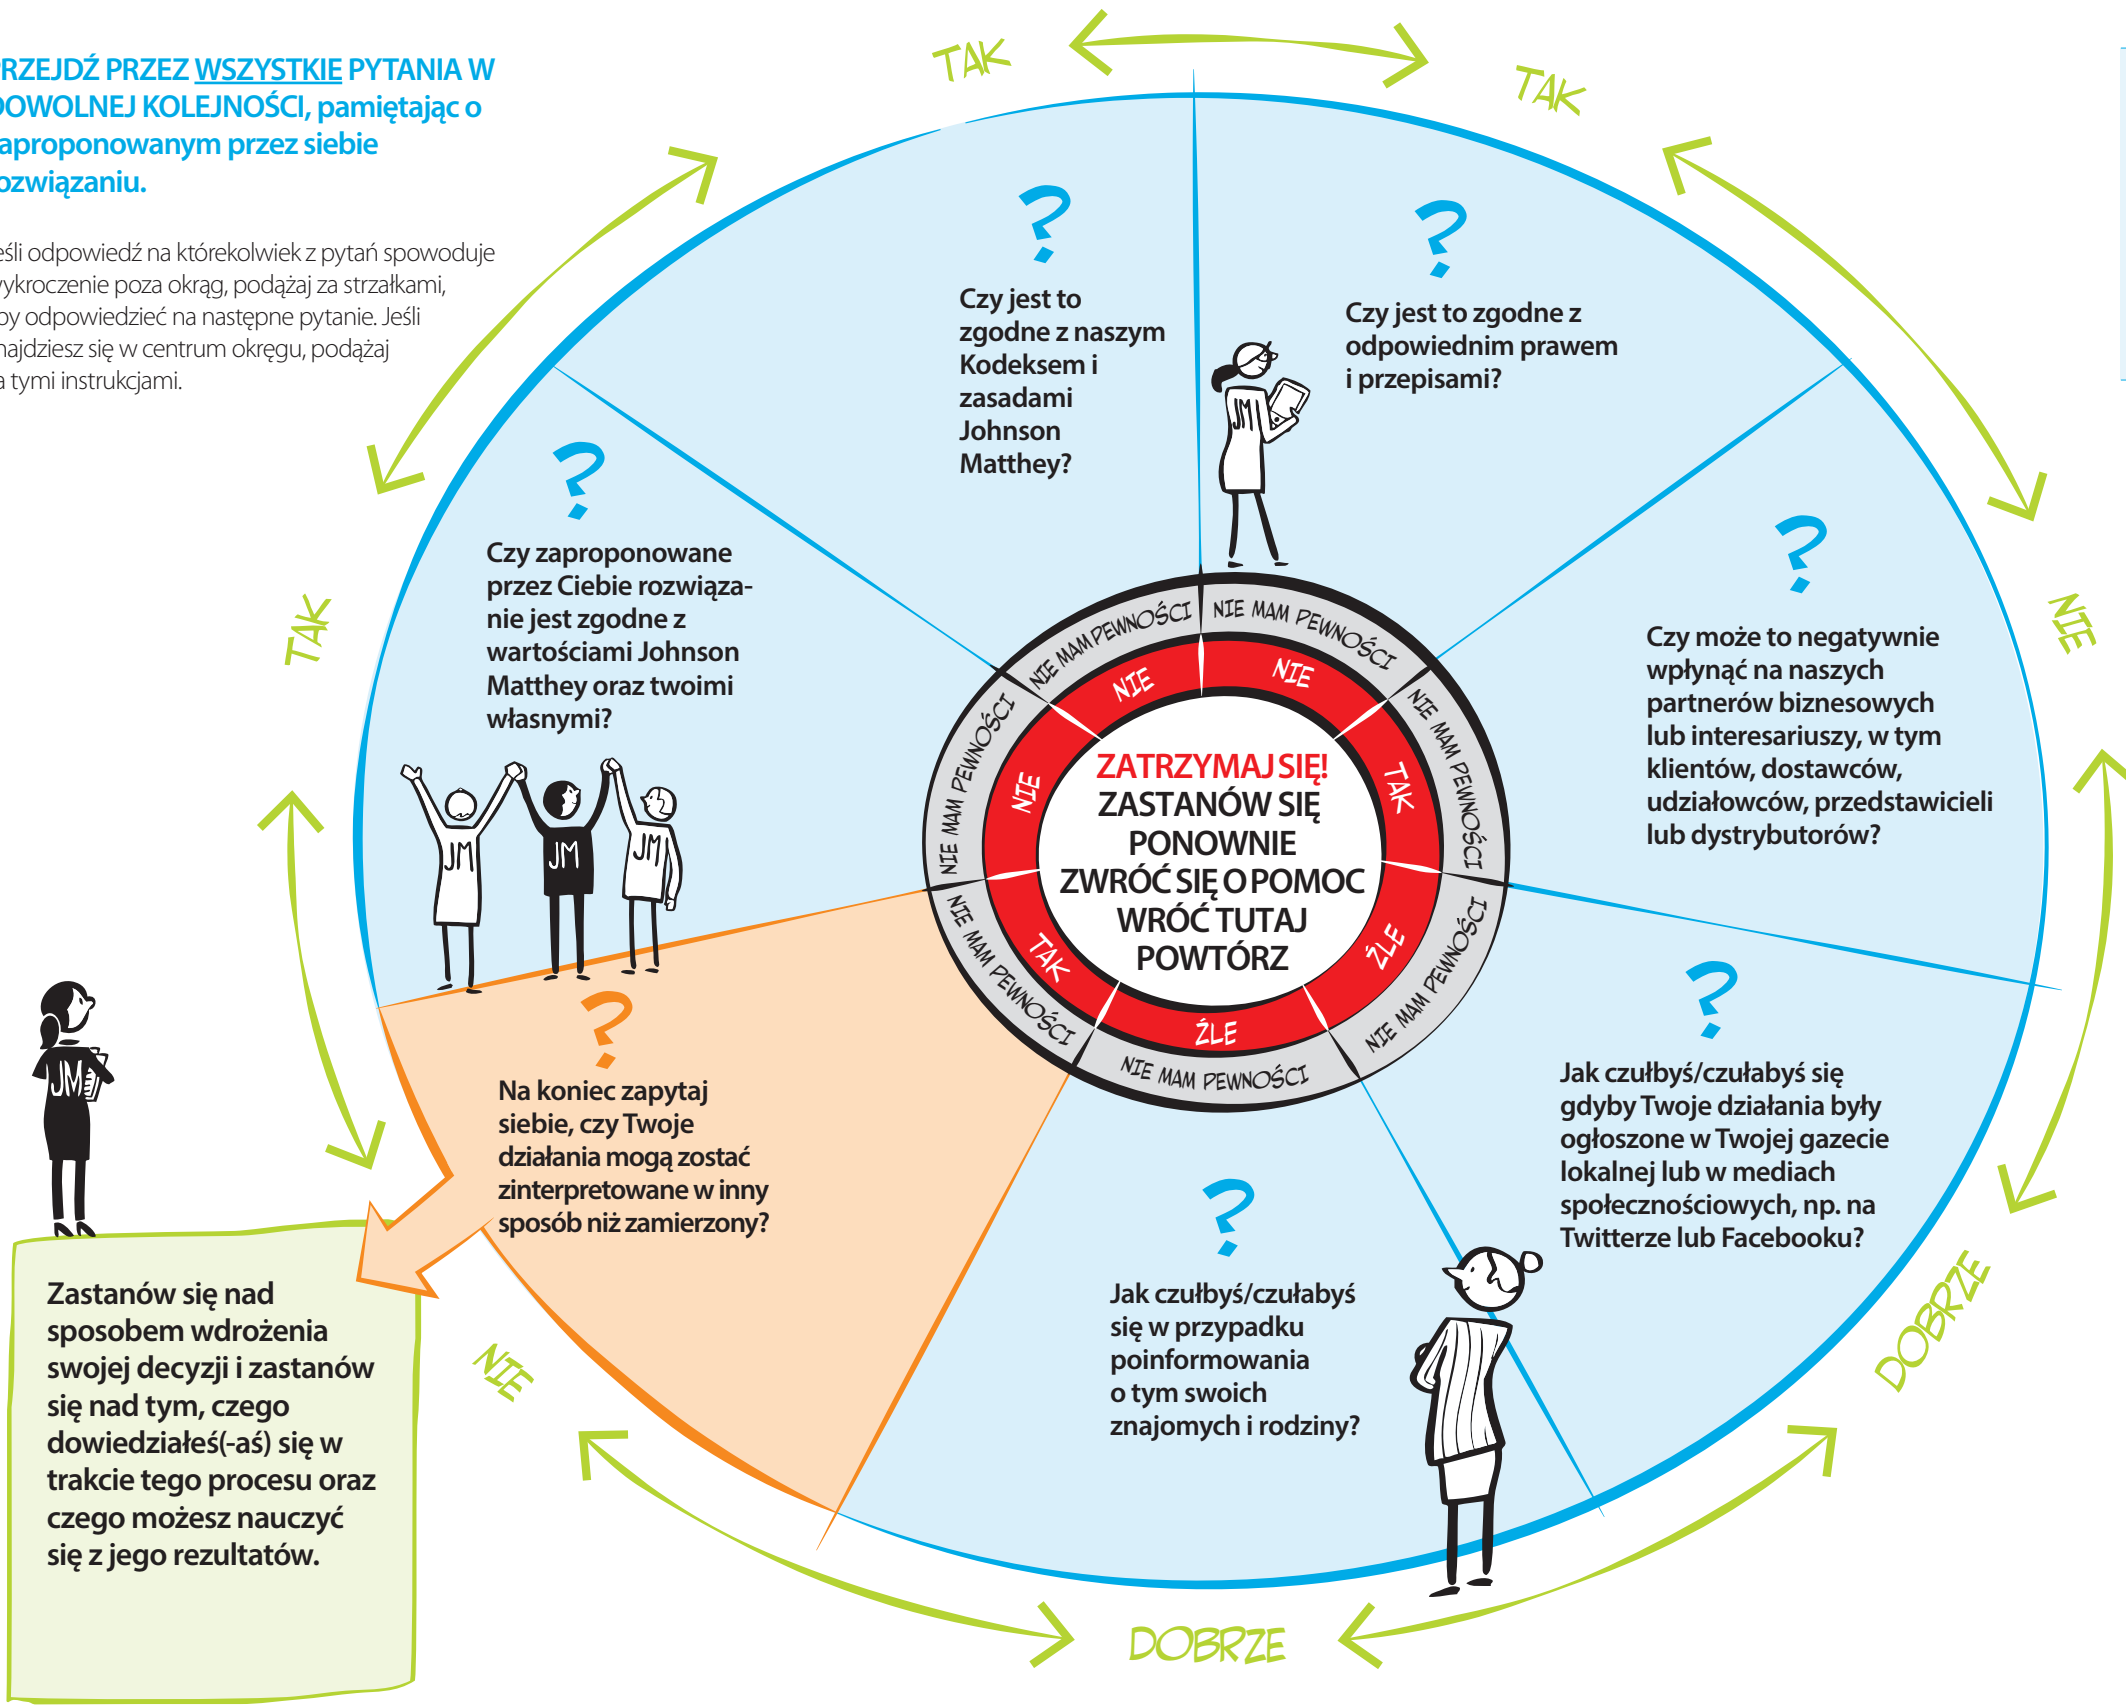 RZEJDŹ PRZEZ WSZYSTKIE PYTANIA W
DOWOLNEJ KOLEJNOŚCI, pamiętając o
aproponowanym przez siebie
ozwiązaniu.
eśli odpowiedź na którekolwiek z pytań spowoduje
wykroczenie poza okrąg, podążaj za strzałkami,
by odpowiedzieć na następne pytanie. Jeśli
najdziesz się w centrum okręgu, podążaj
a tymi instrukcjami.
TAK
TAK
NIE
DOBRZE
DOBRZE
NIE
TAK
Czy jest to
zgodne z naszym
Kodeksem i
zasadami
Johnson
Matthey?
Czy jest to zgodne z
odpowiednim prawem
i przepisami?
JM
Czy może to negatywnie
wpłynąć na naszych
partnerów biznesowych
lub interesariuszy, w tym
klientów, dostawców,
udziałowców, przedstawicieli
lub dystrybutorów?
Jak czułbyś/czułabyś się
gdyby Twoje działania były
ogłoszone w Twojej gazecie
lokalnej lub w mediach
społecznościowych, np. na
Twitterze lub Facebooku?
Jak czułbyś/czułabyś
się w przypadku
poinformowania
o tym swoich
znajomych i rodziny?
Na koniec zapytaj
siebie, czy Twoje
działania mogą zostać
zinterpretowane w inny
sposób niż zamierzony?
Czy zaproponowane
przez Ciebie rozwiąza-
nie jest zgodne z
wartościami Johnson
Matthey oraz twoimi
własnymi?
JM
JM
JM
NIE MAM PEWNOŚCI
NIE MAM PEWNOŚCI
NIE MAM PEWNOŚCI
NIE MAM PEWNOŚCI
NIE MAM PEWNOŚCI
NIE MAM PEWNOŚCI
NIE MAM PEWNOŚCI
NIE
NIE
TAK
ŹLE
ŹLE
TAK
NIE
ZATRZYMAJ SIĘ!
ZASTANÓW SIĘ
PONOWNIE
ZWRÓĆ SIĘ O POMOC
WRÓĆ TUTAJ
POWTÓRZ
JM
Zastanów się nad
sposobem wdrożenia
swojej decyzji i zastanów
się nad tym, czego
dowiedziałeś(-aś) się w
trakcie tego procesu oraz
czego możesz nauczyć
się z jego rezultatów.